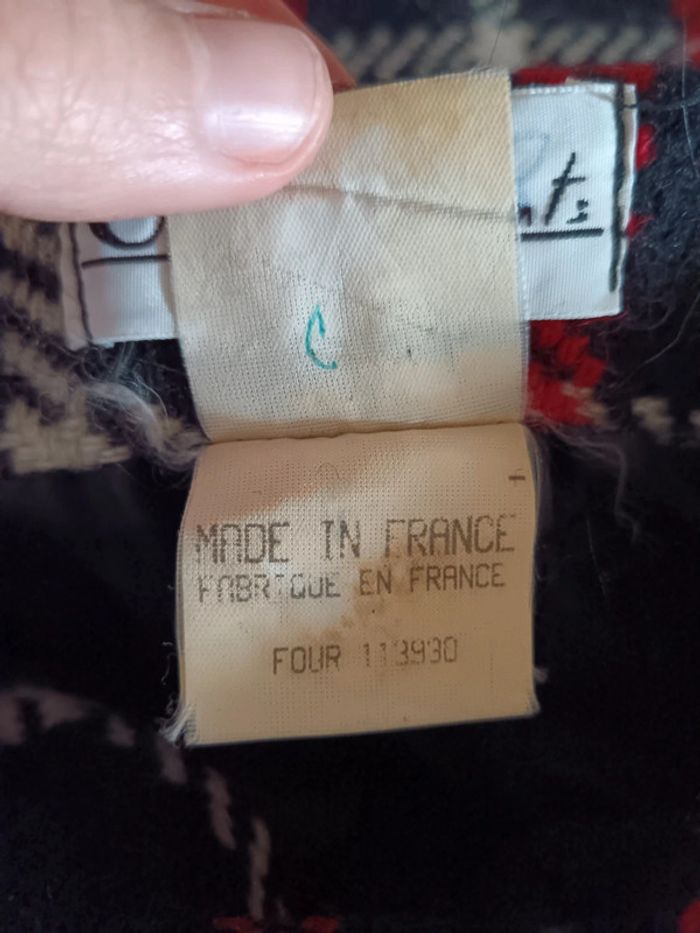 C
MADE IN FRANCE
FABRIQUE EN FRANCE
FOUR 113930